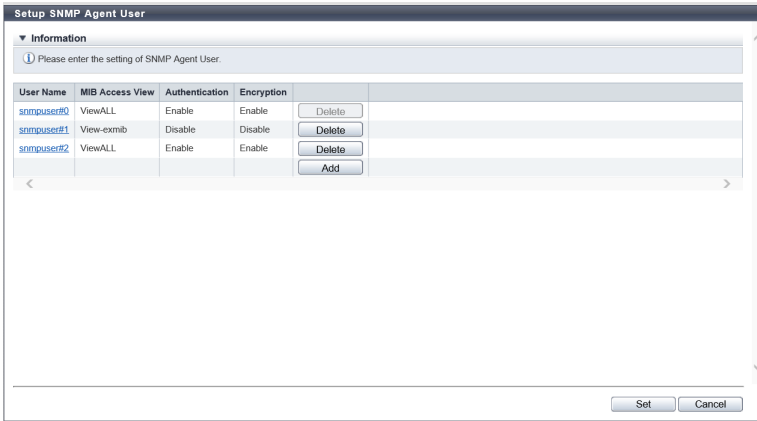 Setup SNMP Agent User
▼ Information
Please enter the setting of SNMP Agent User.
User Name MIB Access View Authentication Encryption
snmpuser#0 ViewALL Enable Enable Delete
snmpuser#1 View-exmib Disable Disable Delete
snmpuser#2 ViewALL Enable Enable Delete
Add
Set Cancel